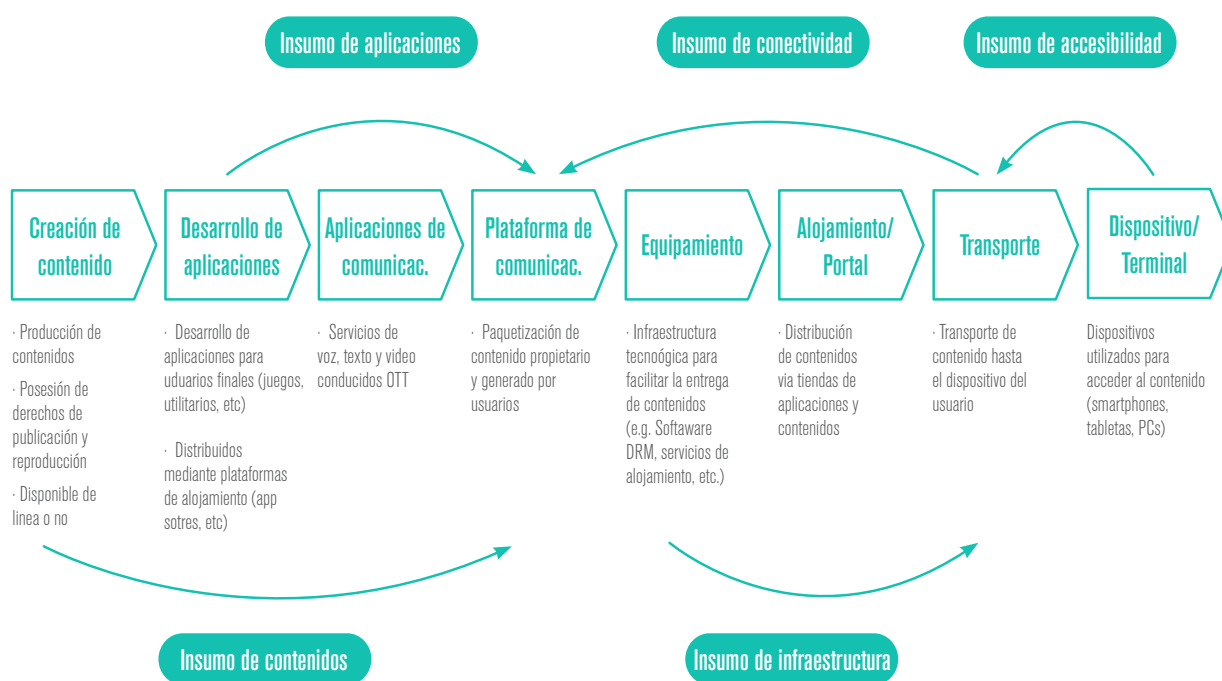 Insumo de aplicaciones
Insumo de conectividad
Insumo de accesibilidad
Creación de
contenido
Desarrollo de
aplicaciones
Aplicaciones de
comunicac.
Plataforma de
comunicac.
Equipamiento
Alojamiento/
Portal
Transporte
Dispositivo/
Terminal
· Producción de
contenidos
· Posesión de
derechos de
publicación y
reproducción
· Disponible de
linea o no
· Desarrollo de
aplicaciones para
uduarios finales (juegos,
utilitarios, etc)
· Distribuidos
mediante plataformas
de alojamiento (app
sotres, etc)
· Servicios de
voz, texto y video
conducidos OTT
· Paquetización de
contenido propietario
y generado por
usuarios
· Infraestructura
tecnoógica para
facilitar la entrega
de contenidos
(e.g. Softaware
DRM, servicios de
alojamiento, etc.)
· Distribución
de contenidos
via tiendas de
aplicaciones y
contenidos
· Transporte de
contenido hasta
el dispositivo del
usuario
Dispositivos
utilizados para
acceder al contenido
(smartphones,
tabletas, PCs)
Insumo de contenidos
Insumo de infraestructura